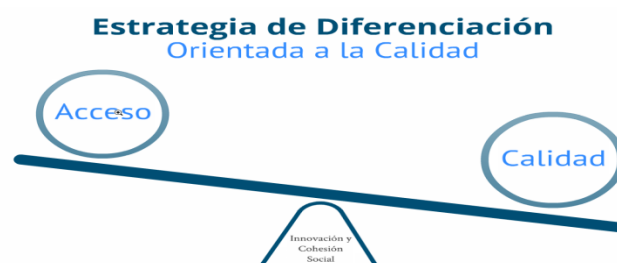 Estrategia de Diferenciación
Orientada a la Calidad
Acceso
Calidad
Innovación y
Cohesión
Social